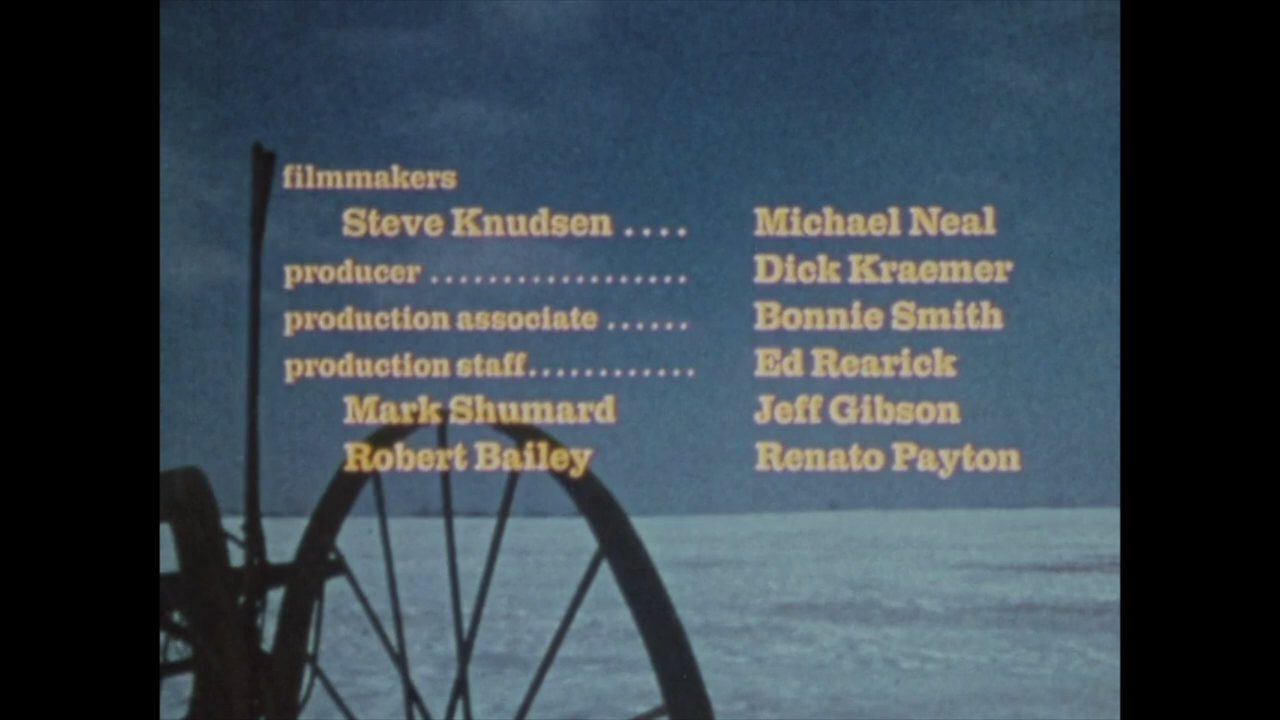 filmmakers
Steve Knudsen .... Michael Neal
producer .................. Dick Kraemer
production associate ...... Bonnie Smith
production staff............ Ed Rearick
Mark Shumard Jeff Gibson
Robert Bailey Renato Payton